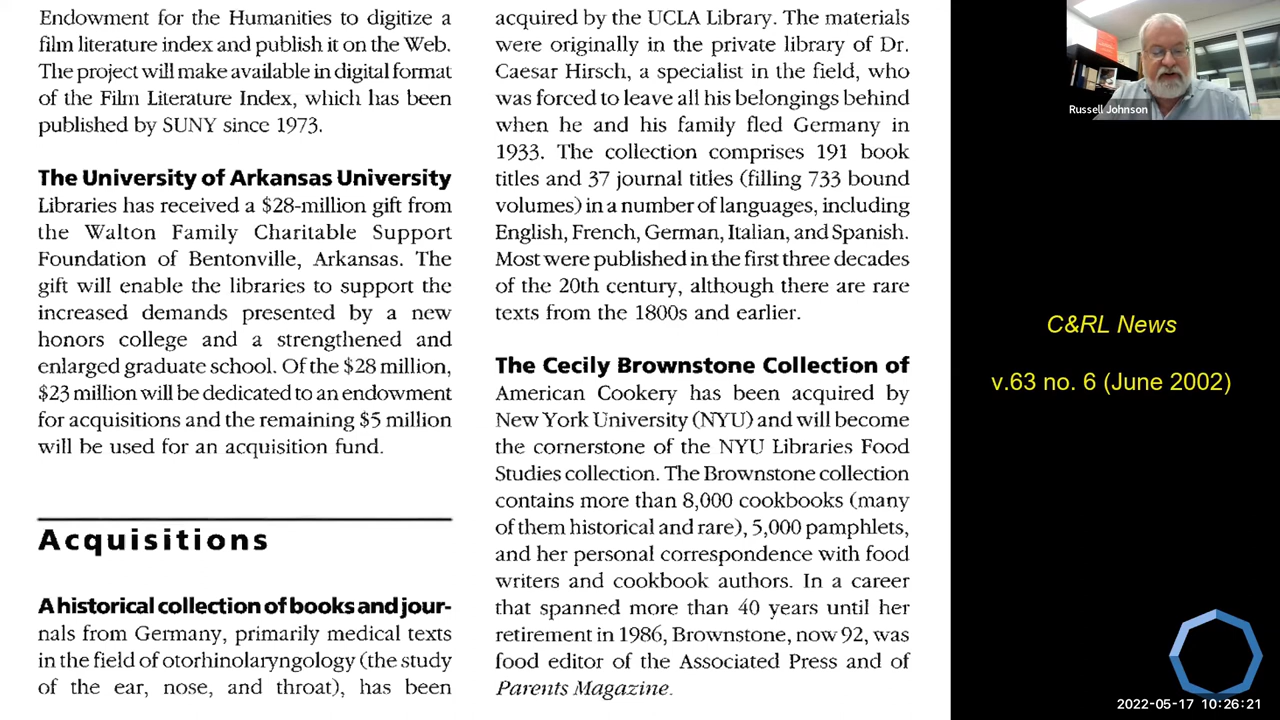 Endowment for the Humanities to digitize a
film literature index and publish it on the Web.
The project will make available in digital format
of the Film Literature Index, which has been
published by SUNY since 1973.
The University of Arkansas University
Libraries has received a $28-million gift from
the Walton Family Charitable Support
Foundation of Bentonville, Arkansas. The
gift will enable the libraries to support the
increased demands presented by a new
honors college and a strengthened and
enlarged graduate school. Of the $28 million,
$23 million will be dedicated to an endowment
for acquisitions and the remaining $5 million
will be used for an acquisition fund.
Acquisitions
A historical collection of books and jour-
nals from Germany, primarily medical texts
in the field of otorhinolaryngology (the study
of the ear, nose, and throat), has been
acquired by the UCLA Library. The materials
were originally in the private library of Dr.
Caesar Hirsch, a specialist in the field, who
was forced to leave all his belongings behind
when he and his family fled Germany in
1933. The collection comprises 191 book
titles and 37 journal titles (filling 733 bound
volumes) in a number of languages, including
English, French, German, Italian, and Spanish.
Most were published in the first three decades
of the 20th century, although there are rare
texts from the 1800s and earlier.
The Cecily Brownstone Collection of
American Cookery has been acquired by
New York University (NYU) and will become
the cornerstone of the NYU Libraries Food
Studies collection. The Brownstone collection
contains more than 8,000 cookbooks (many
of them historical and rare), 5,000 pamphlets,
and her personal correspondence with food
writers and cookbook authors. In a career
that spanned more than 40 years until her
retirement in 1986, Brownstone, now 92, was
food editor of the Associated Press and of
Parents Magazine.
Russell Johnson
C&RL News
v.63 no. 6 (June 2002)
2022-05-17 10:26:21